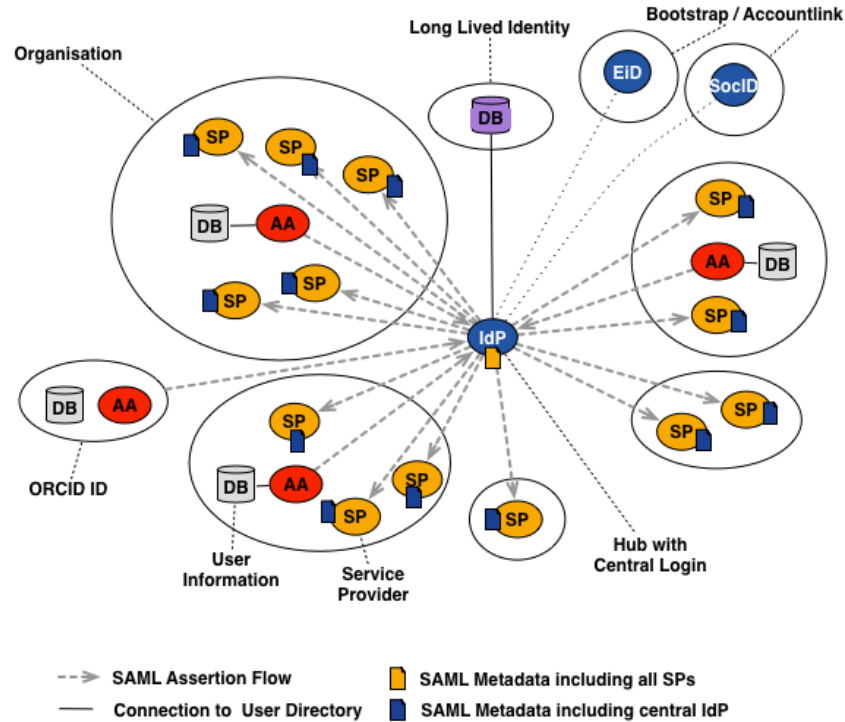 Bootstrap / Accountlink
Long Lived Identity
Organisation
EiD
SocID
DB
SP
SP
SP
SP
DB
AA
AA
DB
SP
SP
SP
IdP
DB
AA
SP
SP
SP
ORCID ID
DB
AA
SP
SP
SP
User
Information
Service
Provider
Hub with
Central Login
SAML Assertion Flow
SAML Metadata including all SPs
Connection to User Directory
SAML Metadata including central IdP